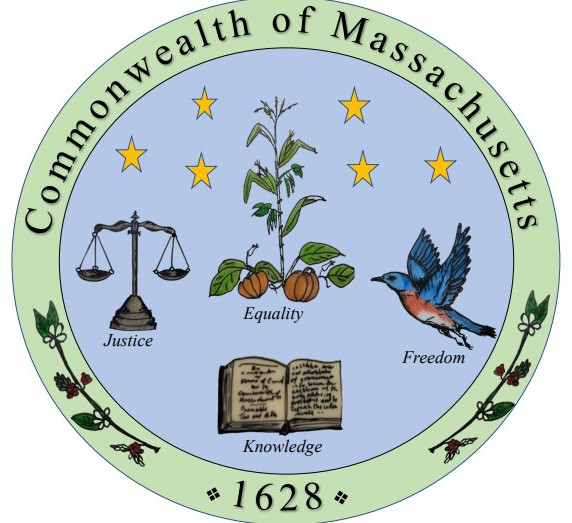 Commonwealth of Massachusetts
Equality
Justice
Freedom
Knowledge
1628